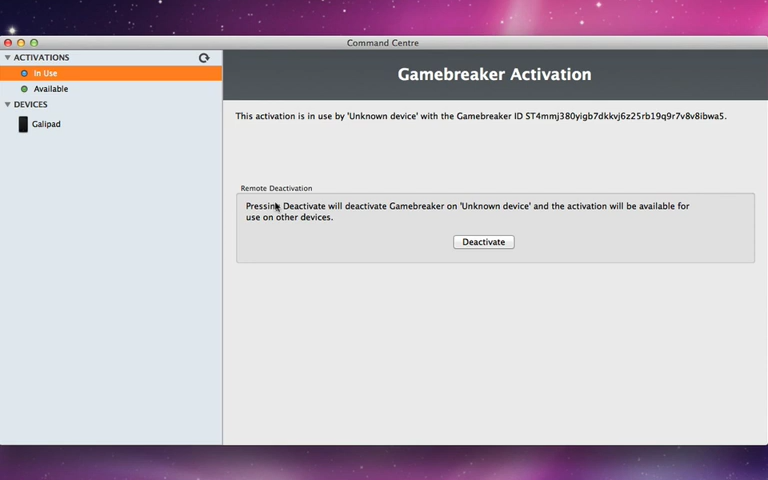 Command Centre
ACTIVATIONS
In Use
Available
DEVICES
Galipad
Gamebreaker Activation
This activation is in use by 'Unknown device' with the Gamebreaker ID ST4mmj380yigb7dkkvj6z25rb19q9r7v8v8ibwa5.
Remote Deactivation
Pressing Deactivate will deactivate Gamebreaker on 'Unknown device' and the activation will be available for
use on other devices.
Deactivate